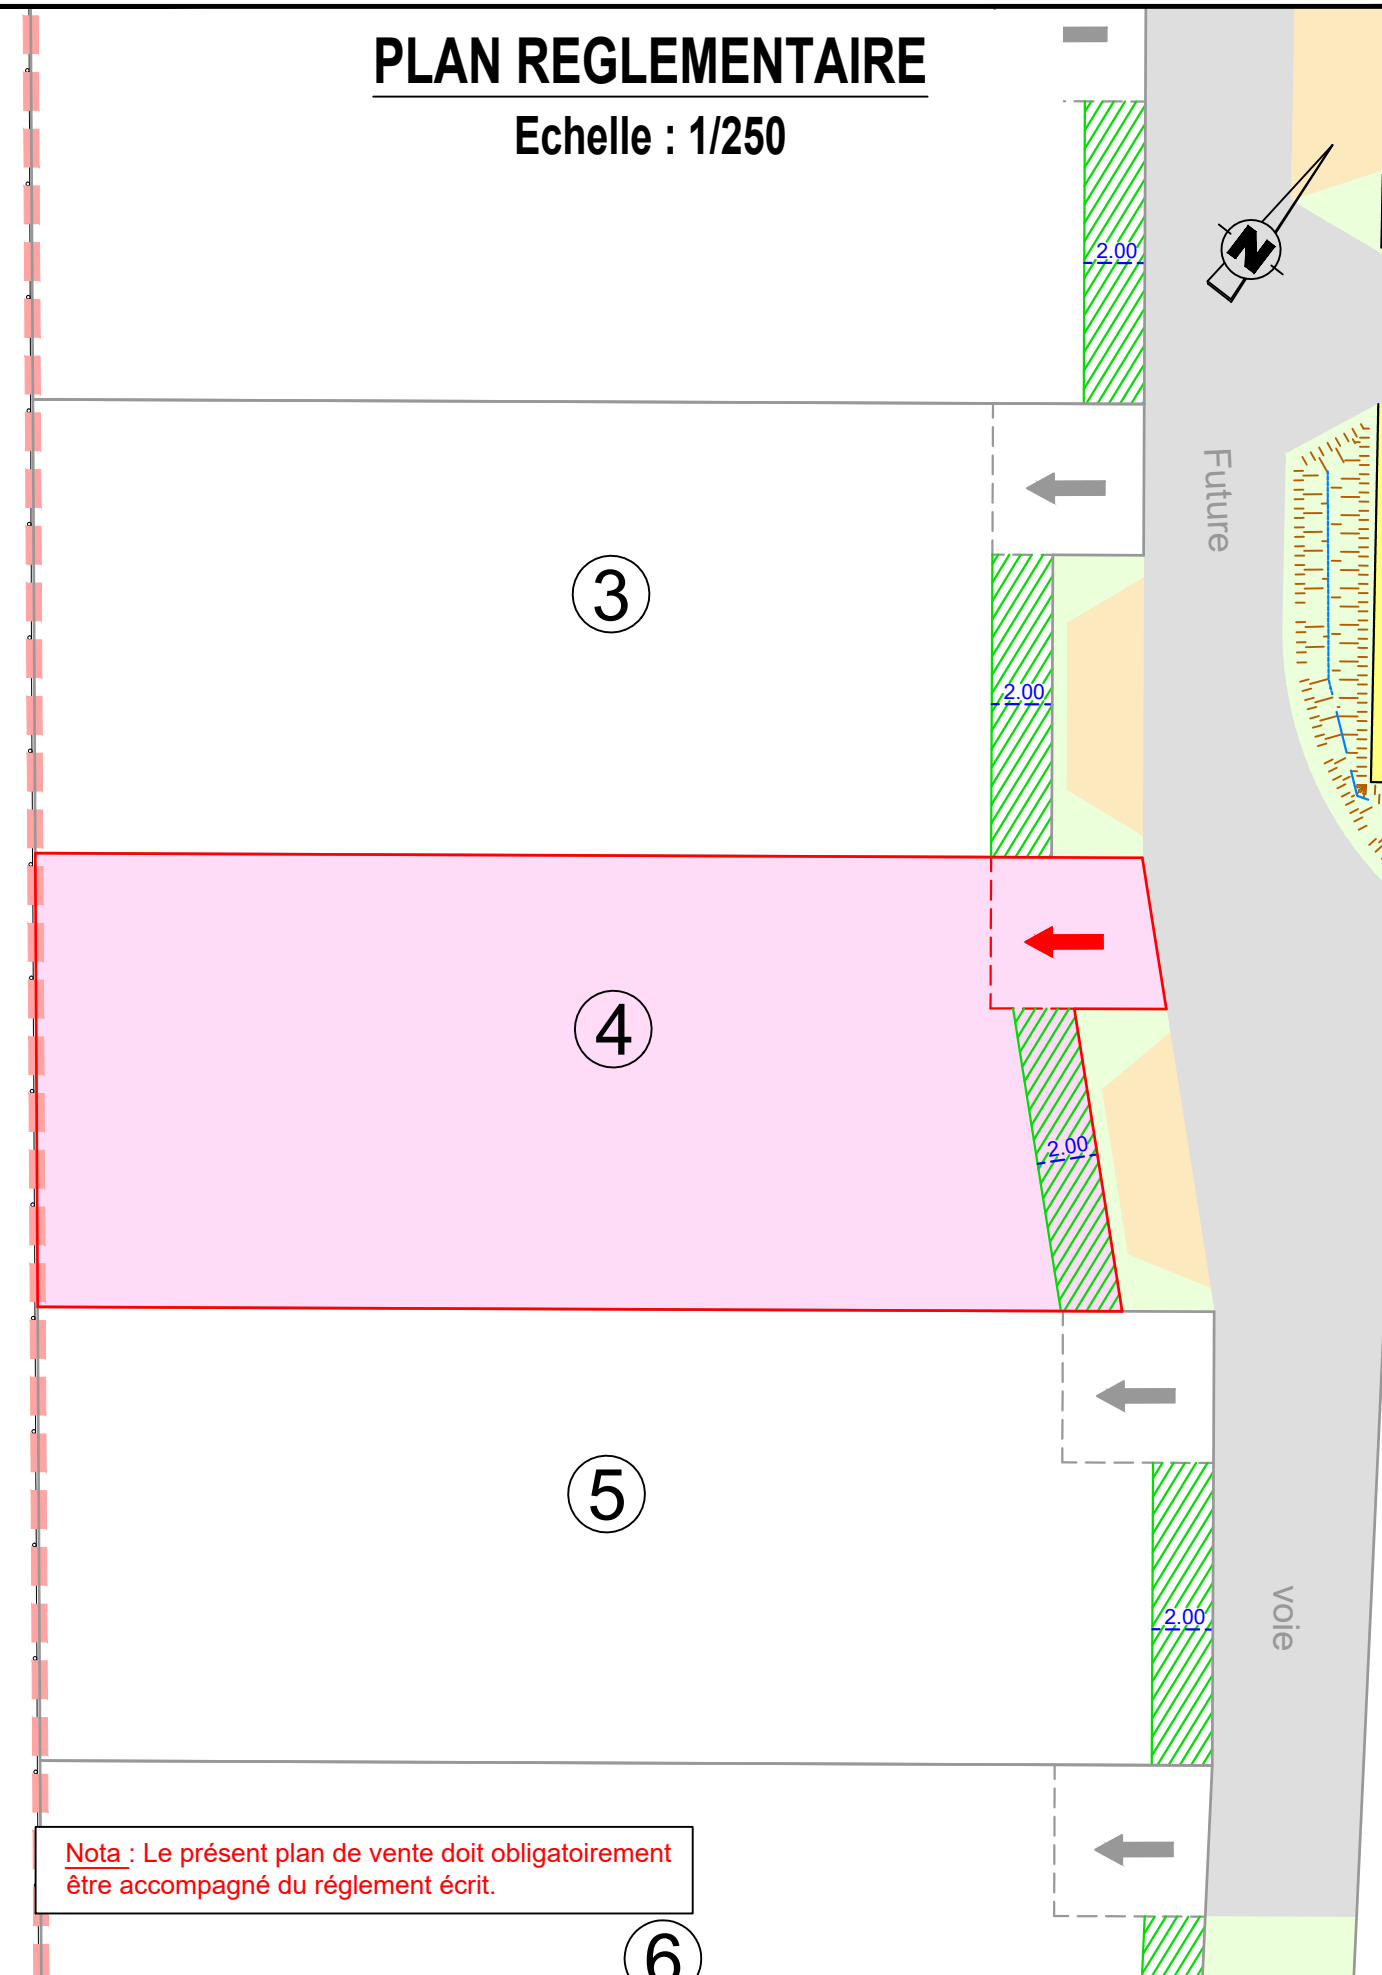 PLAN REGLEMENTAIRE
Echelle : 1/250
2.00
N
Future
3
2.00
4
2.00
5
2.00
voie
Nota : Le présent plan de vente doit obligatoirement
être accompagné du réglement écrit.
6